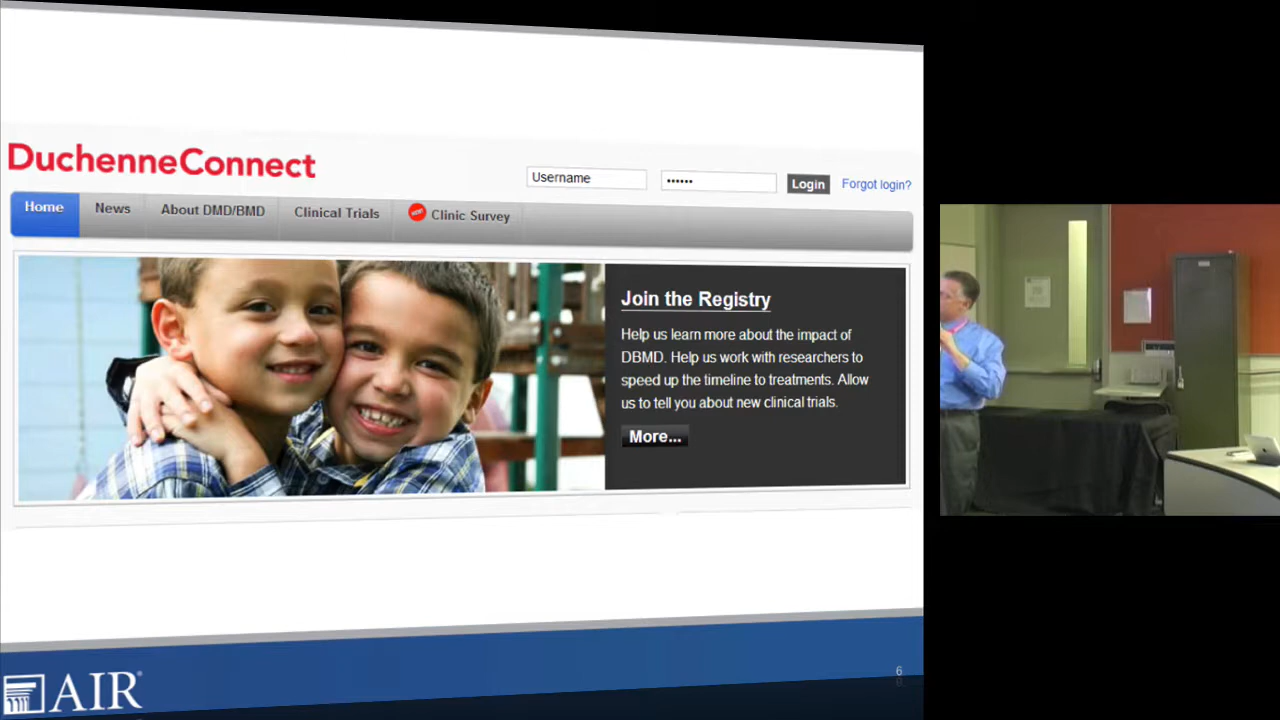 DuchenneConnect
Username
••••••
Login
Forgot login?
Home
News
About DMD/BMD
Clinical Trials
Clinic Survey
Join the Registry
Help us learn more about the impact of
DBMD. Help us work with researchers to
speed up the timeline to treatments. Allow
us to tell you about new clinical trials.
More...
AIR
6